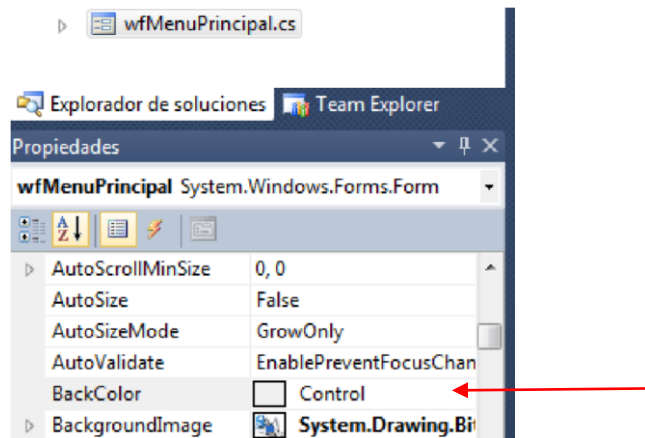 wfMenuPrincipal.cs
Explorador de soluciones Team Explorer
Propiedades
wfMenuPrincipal System.Windows.Forms.Form
AutoScrollMinSize 0, 0
AutoSize False
AutoSizeMode GrowOnly
AutoValidate EnablePreventFocusChan
BackColor Control
BackgroundImage System.Drawing.Bit